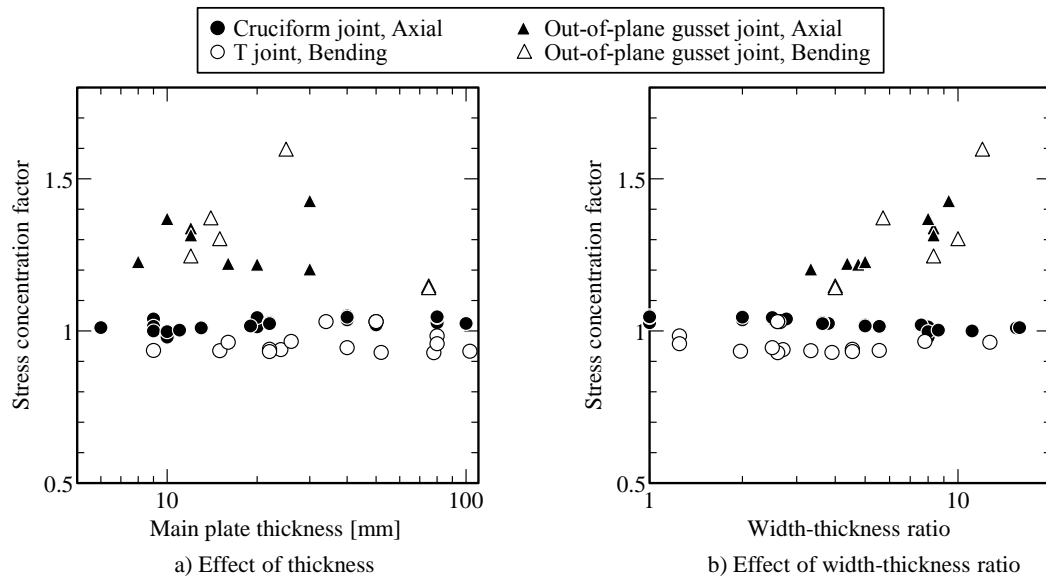 Cruciform joint, Axial
Out-of-plane gusset joint, Axial
T joint, Bending
Out-of-plane gusset joint, Bending
Stress concentration factor
1.5
1
0.5
10
100
Main plate thickness [mm]
a) Effect of thickness
Stress concentration factor
1.5
1
0.5
1
10
Width-thickness ratio
b) Effect of width-thickness ratio